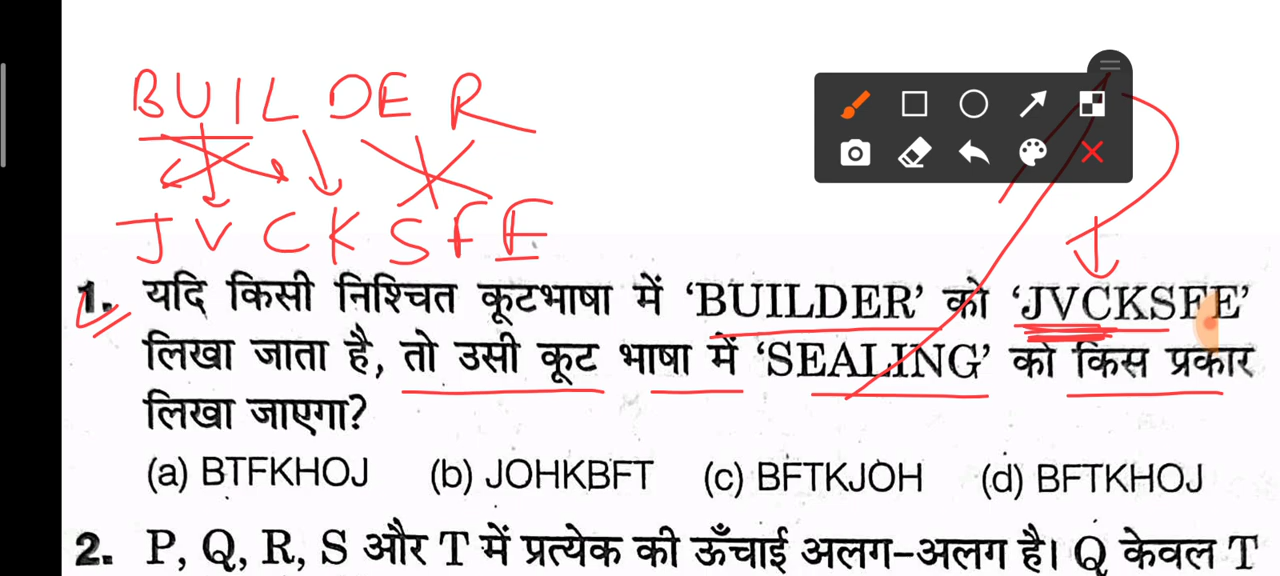 BUILDER
JVCKSFE
1. यदि किसी निश्चित कूटभाषा में ‘BUILDER’ को ‘JVCKSFE’
लिखा जाता है, तो उसी कूट भाषा में ‘SEALING’ को किस प्रकार
लिखा जाएगा?
(a) BTFKHOJ (b) JOHKBFT (c) BFTKJOH (d) BFTKHOJ
2. P, Q, R, S और T में प्रत्येक की ऊँचाई अलग-अलग है। Q केवल T